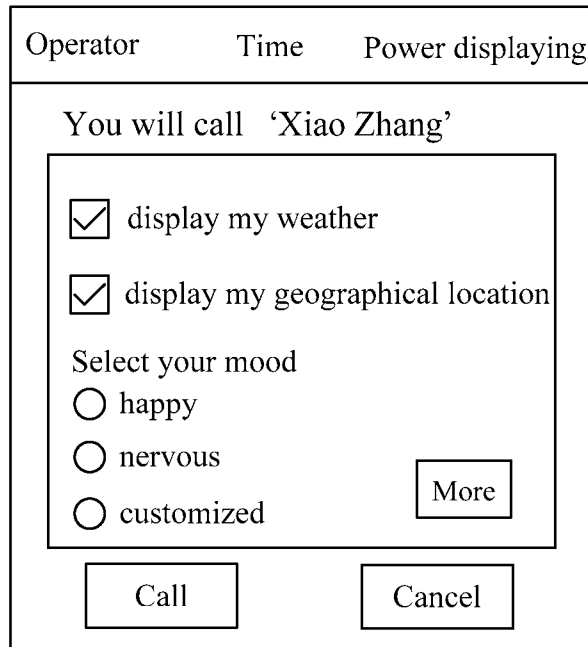 Operator Time Power displaying
You will call ‘Xiao Zhang’
display my weather
display my geographical location
Select your mood
happy
nervous
customized
More
Call Cancel